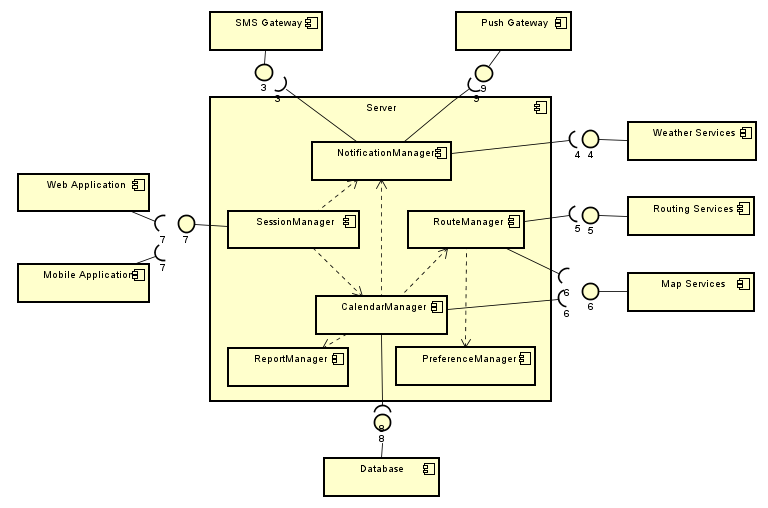 SMS Gateway
Push Gateway
3
3
9
9
Server
NotificationManager
4
4
Weather Services
Web Application
7
7
SessionManager
RouteManager
5
5
Routing Services
Mobile Application
7
6
6
6
Map Services
CalendarManager
ReportManager
PreferenceManager
8
8
Database